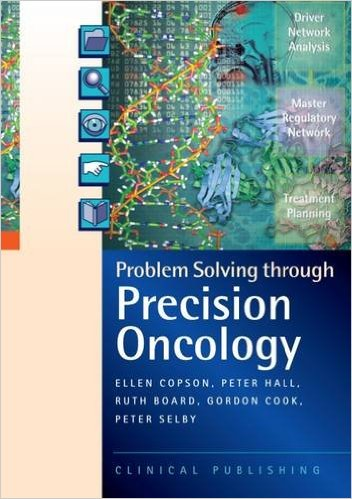 Driver
Network
Analysis
Master
Regulatory
Network
Treatment
Planning
Problem Solving through
Precision
Oncology
ELLEN COPSON, PETER HALL,
RUTH BOARD, GORDON COOK,
PETER SELBY
CLINICAL PUBLISHING